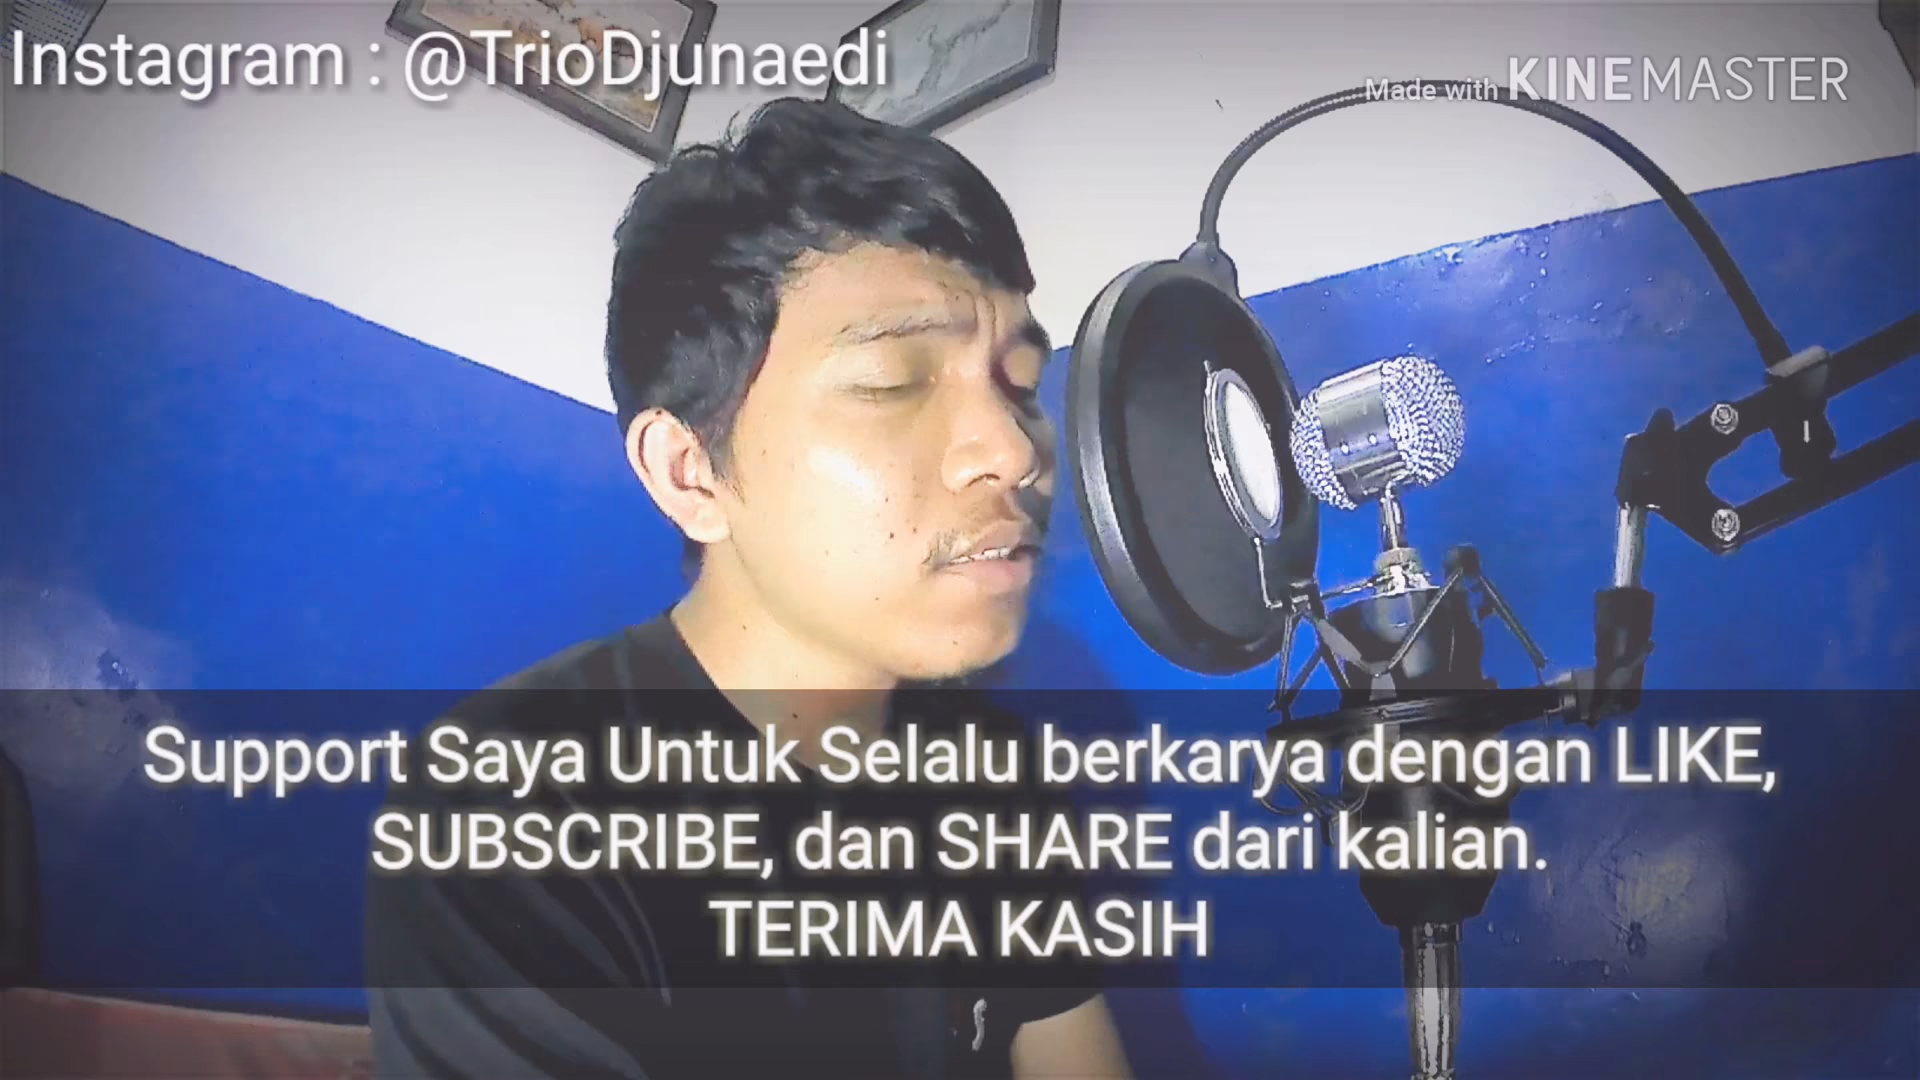 Instagram : @TrioDjunaedi
Made with KINEMASTER
Support Saya Untuk Selalu berkarya dengan LIKE,
SUBSCRIBE, dan SHARE dari kalian.
TERIMA KASIH